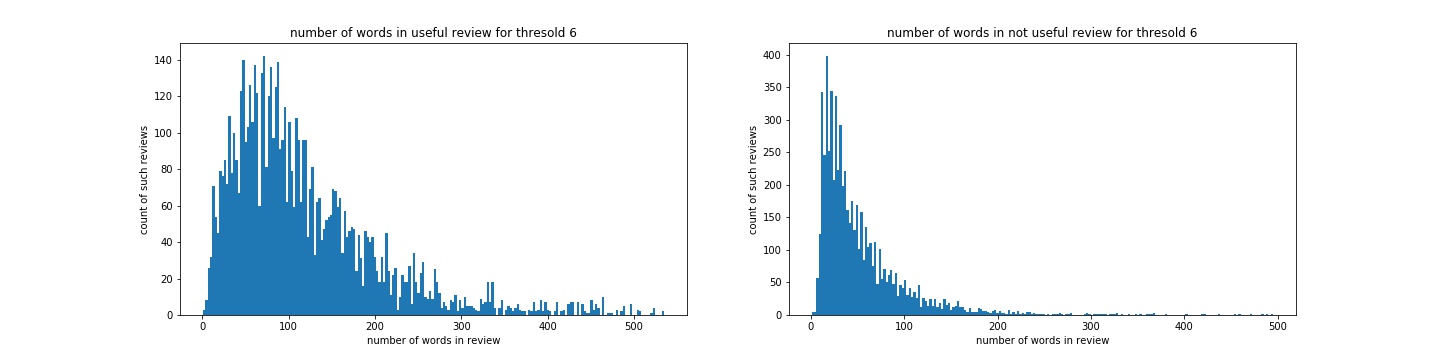 number of words in useful review for thresold 6
140
120
100
80
60
40
20
0
count of such reviews
0 100 200 300 400 500
number of words in review
number of words in not useful review for thresold 6
400
350
300
250
200
150
100
50
0
count of such reviews
0 100 200 300 400 500
number of words in review